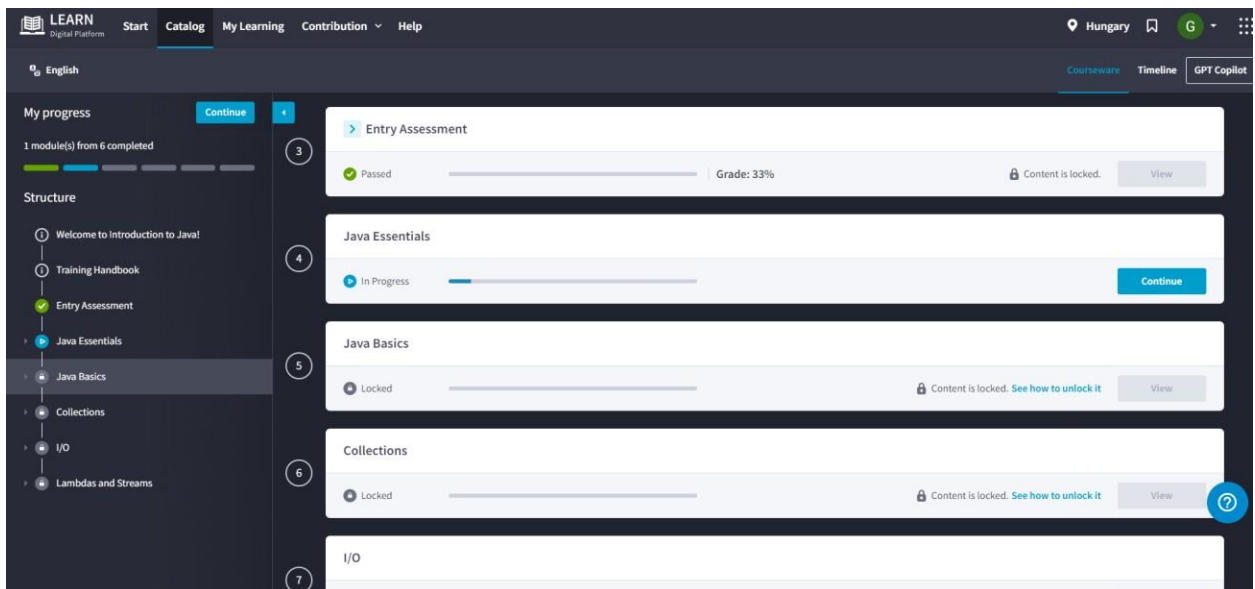 LEARN
Digital Platform
Start Catalog My Learning Contribution Help
Hungary
G
English
Courseware Timeline GPT Copilot
My progress
Continue
1 module(s) from 6 completed
Structure
Welcome to Introduction to Java!
Training Handbook
Entry Assessment
Java Essentials
Java Basics
Collections
I/O
Lambdas and Streams
3
Entry Assessment
Passed
Grade: 33%
Content is locked.
View
4
Java Essentials
In Progress
Continue
5
Java Basics
Locked
Content is locked. See how to unlock it
View
6
Collections
Locked
Content is locked. See how to unlock it
View
7
I/O